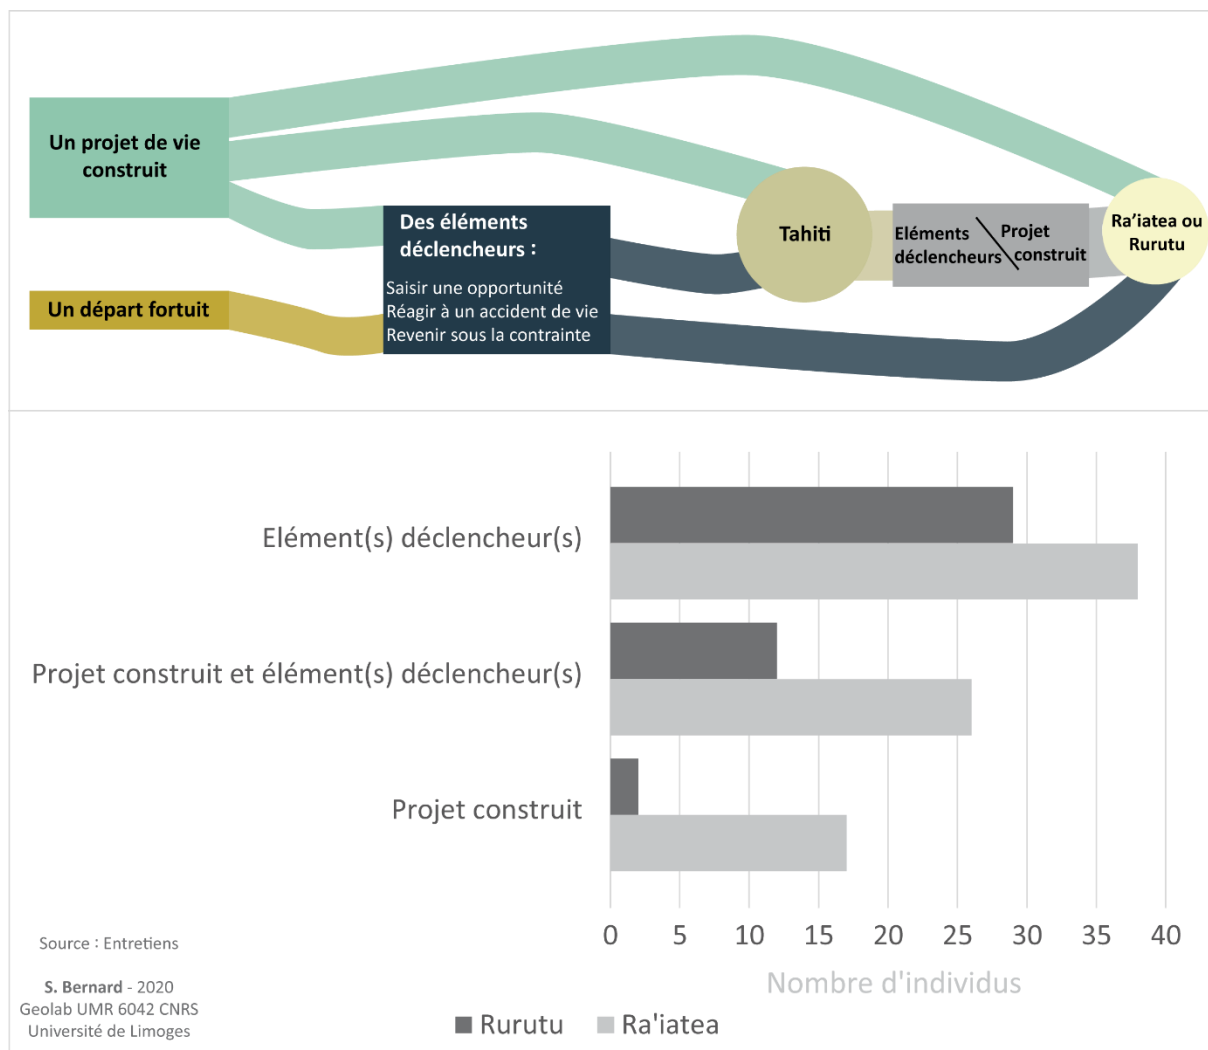 Un projet de vie
construit
Un départ fortuit
Des éléments
déclencheurs :
Saisir une opportunité
Réagir à un accident de vie
Revenir sous la contrainte
Tahiti
Eléments
déclencheurs
Projet
construit
Ra'iatea ou
Rurutu
Elément(s) déclencheur(s)
Projet construit et élément(s) déclencheur(s)
Projet construit
0 5 10 15 20 25 30 35 40
Nombre d'individus
Rurutu Ra'iatea
Source : Entretiens
S. Bernard - 2020
Geolab UMR 6042 CNRS
Université de Limoges